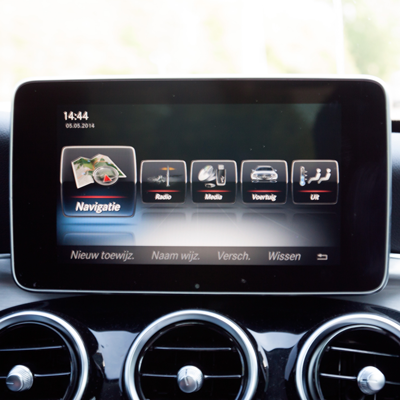 14:44
05.05.2014
Navigatie Radio Media Voertuig Uit
Nieuw toewijz. Naam wijz. Versch. Wissen